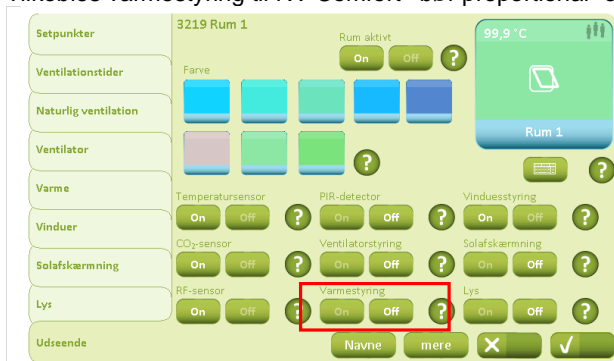 3219 Rum 1
Setpunkter
Ventilationstider
Naturlig ventilation
Ventilator
Varme
Vinduer
Solafskærmning
Lys
Udseende
Rum aktivt
On Off ?
Farve
?
99,9 °C
Rum 1
?
Temperatursensor PIR-detector Vinduesstyring
On Off ? On Off ? On Off ?
CO₂-sensor Ventilatorstyring Solafskærmning
On Off ? On Off ? On Off ?
RF-sensor Varmestyring Lys
On Off ? On Off ? On Off ?
Navne mere X √